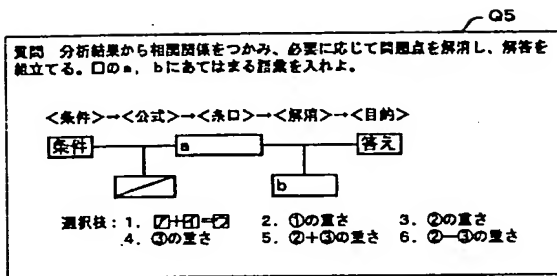 Q5
質問 分析結果から相関関係をつかみ、必要に応じて問題点を解消し、解答を
組立てる。口のa, bにあてはまる語彙を入れよ。
<条件>→<公式>→<条口>→<解消>→<目的>
条件 a 答え
b
選択枝：1. 2. ①の重さ 3. ②の重さ
4. ③の重さ 5. ②+③の重さ 6. ②-③の重さ